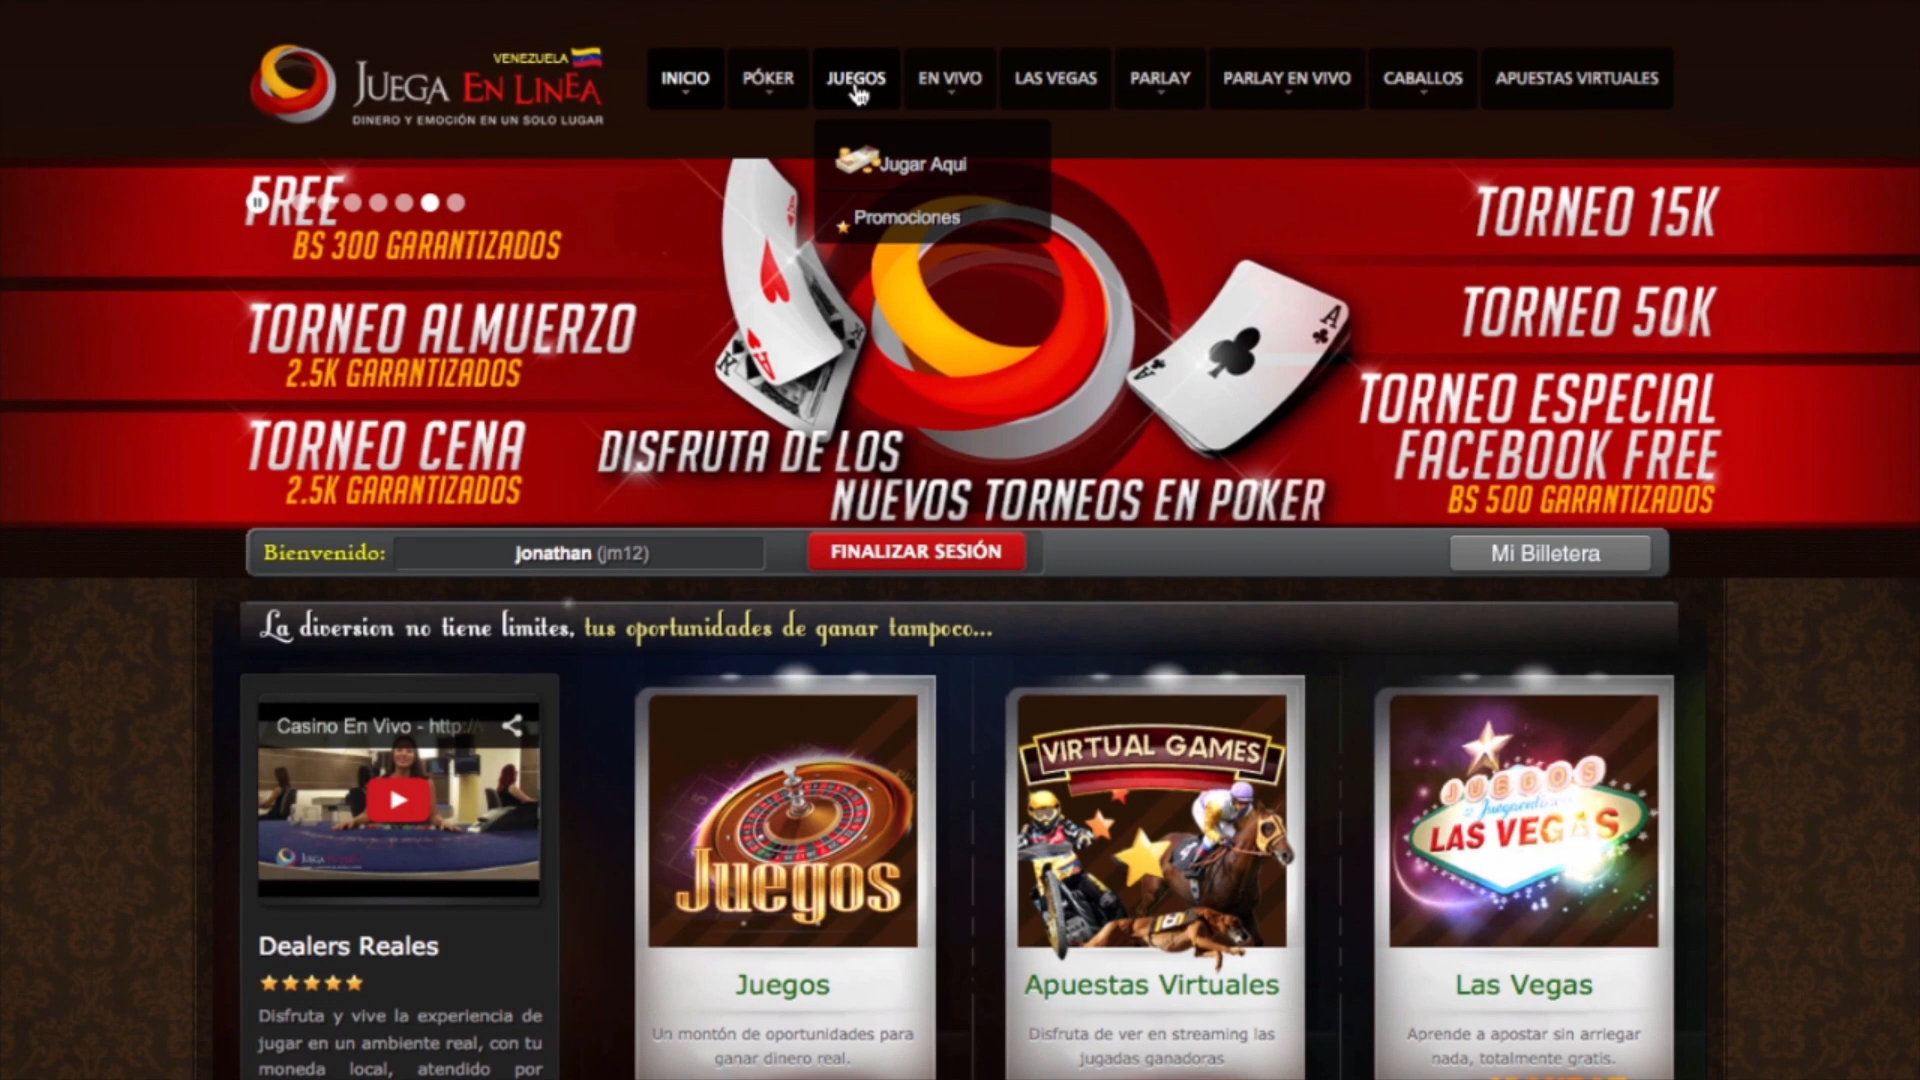 VENEZUELA
JUEGA EN LINEA
DINERO Y EMOCIÓN EN UN SOLO LUGAR
INICIO PÓKER JUEGOS EN VIVO LAS VEGAS PARLAY PARLAY EN VIVO CABALLOS APUESTAS VIRTUALES
Jugar Aqui
Promociones
FREE
BS 300 GARANTIZADOS
TORNEO ALMUERZO
2.5K GARANTIZADOS
TORNEO CENA
2.5K GARANTIZADOS
K
A
K
A
A
DISFRUTA DE LOS
NUEVOS TORNEOS EN POKER
TORNEO 15K
TORNEO 50K
TORNEO ESPECIAL
FACEBOOK FREE
BS 500 GARANTIZADOS
Bienvenido: jonathan (jm12) FINALIZAR SESIÓN Mi Billetera
La diversion no tiene limites, tus oportunidades de ganar tampoco...
Casino En Vivo - http://
JUEGA
Dealers Reales
Disfruta y vive la experiencia de
jugar en un ambiente real, con tu
moneda local, atendido por
Juegos
Juegos
Un montón de oportunidades para
ganar dinero real.
VIRTUAL GAMES
Apuestas Virtuales
Disfruta de ver en streaming las
jugadas ganadoras
JUEGOS
LAS VEGAS
Las Vegas
Aprende a apostar sin arriegar
nada, totalmente gratis.